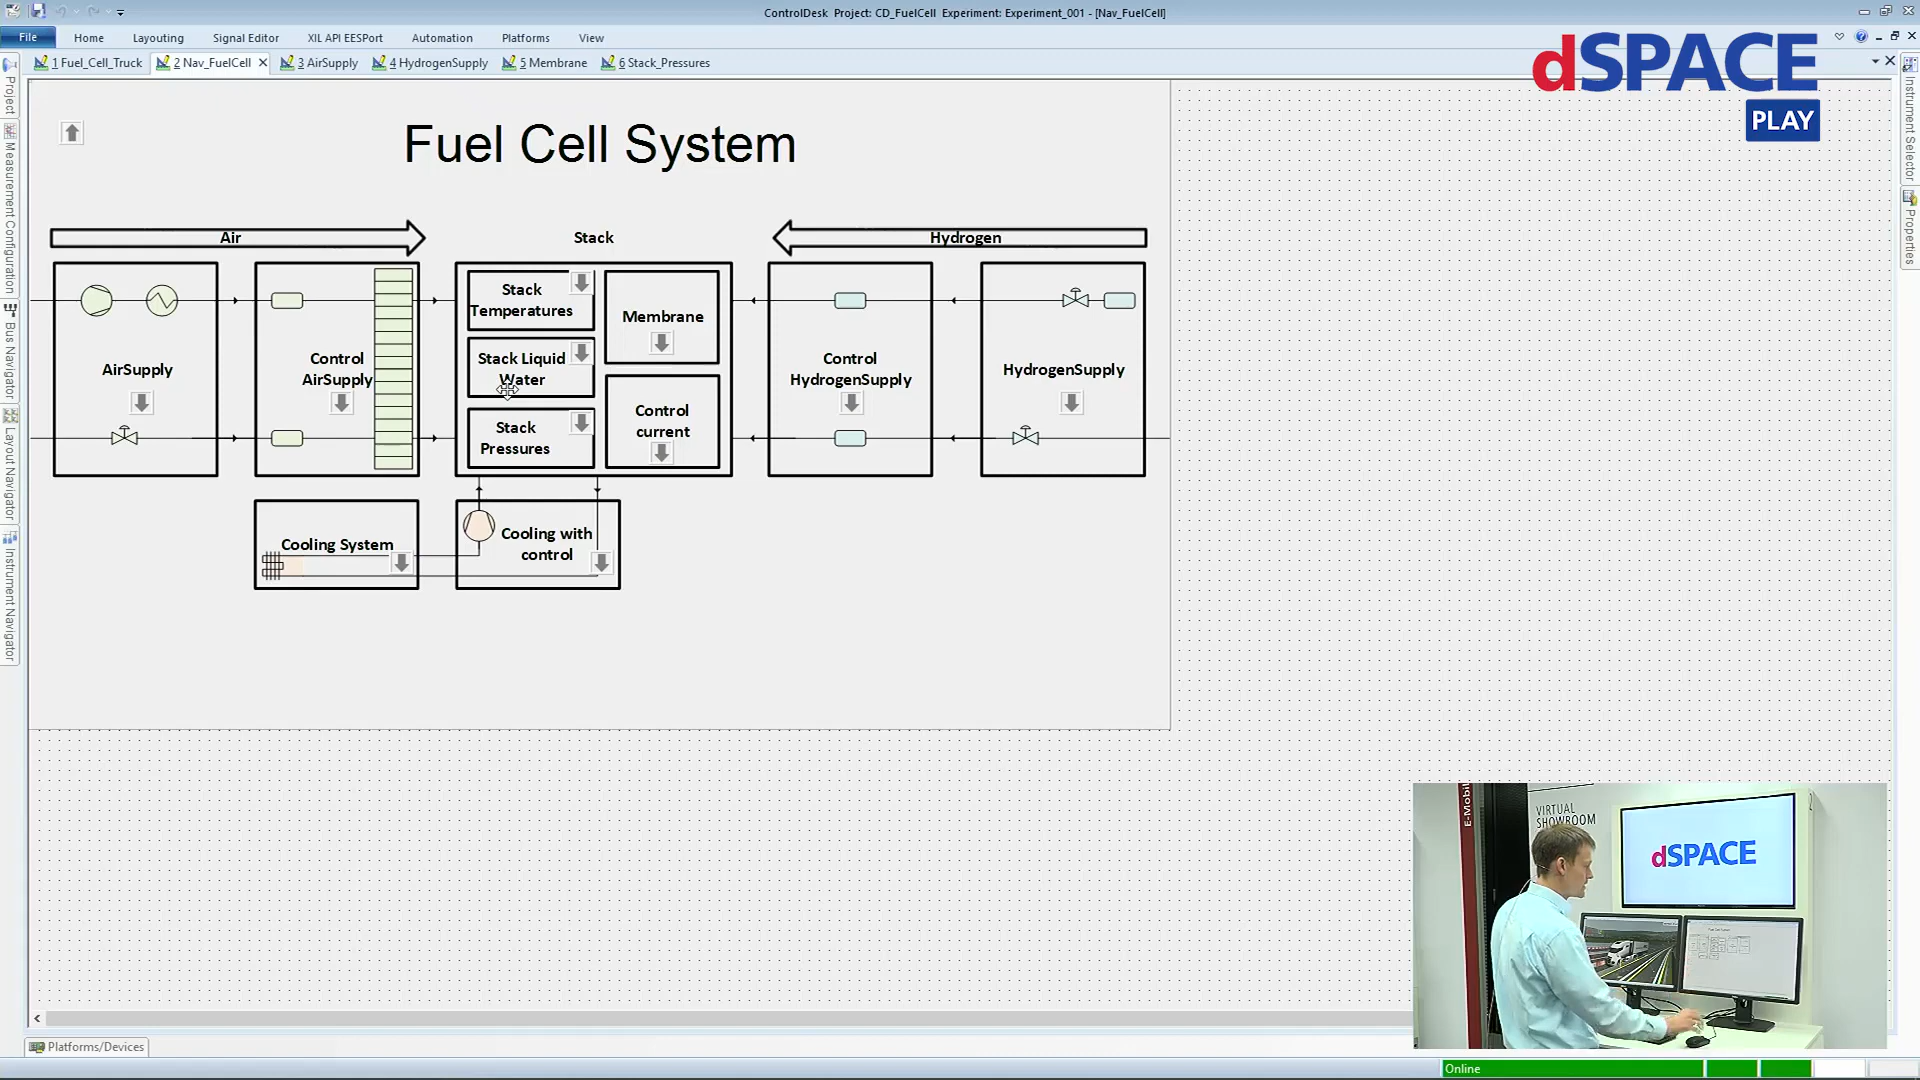 ControlDesk Project: CD_FuelCell Experiment: Experiment_001 - [Nav_FuelCell]
File Home Layouting Signal Editor XIL API EESPort Automation Platforms View
1 Fuel_Cell_Truck 2 Nav_FuelCell 3 AirSupply 4 HydrogenSupply 5 Membrane 6 Stack_Pressures
dSPACE
PLAY
Project
Measurement Configuration
Bus Navigator
Layout Navigator
Instrument Navigator
Instrument Selector
Properties
Fuel Cell System
Air
Stack
Hydrogen
AirSupply
Control
AirSupply
Stack
Temperatures
Stack Liquid
Water
Stack
Pressures
Membrane
Control
current
Control
HydrogenSupply
HydrogenSupply
Cooling System
Cooling with
control
E-Mobil
VIRTUAL
SHOWROOM
dSPACE
Platforms/Devices
Online